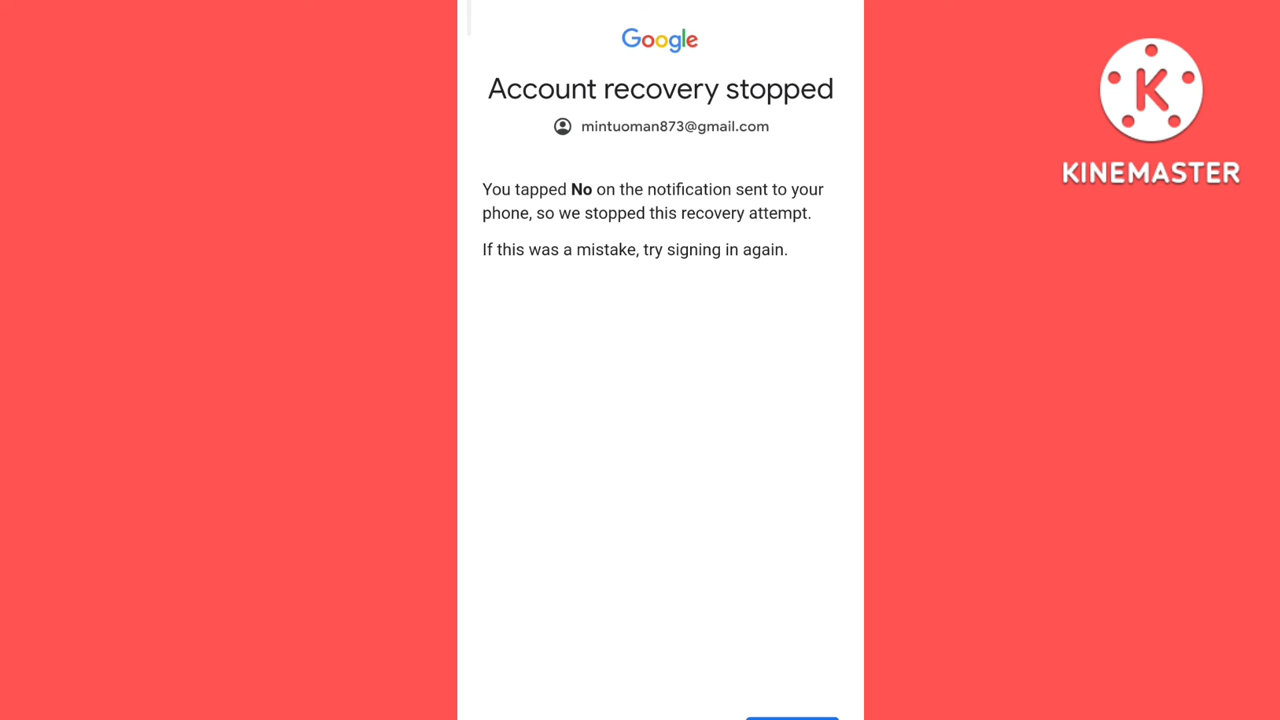 Google
Account recovery stopped
mintuoman873@gmail.com
You tapped No on the notification sent to your
phone, so we stopped this recovery attempt.
If this was a mistake, try signing in again.
K
KINEMASTER